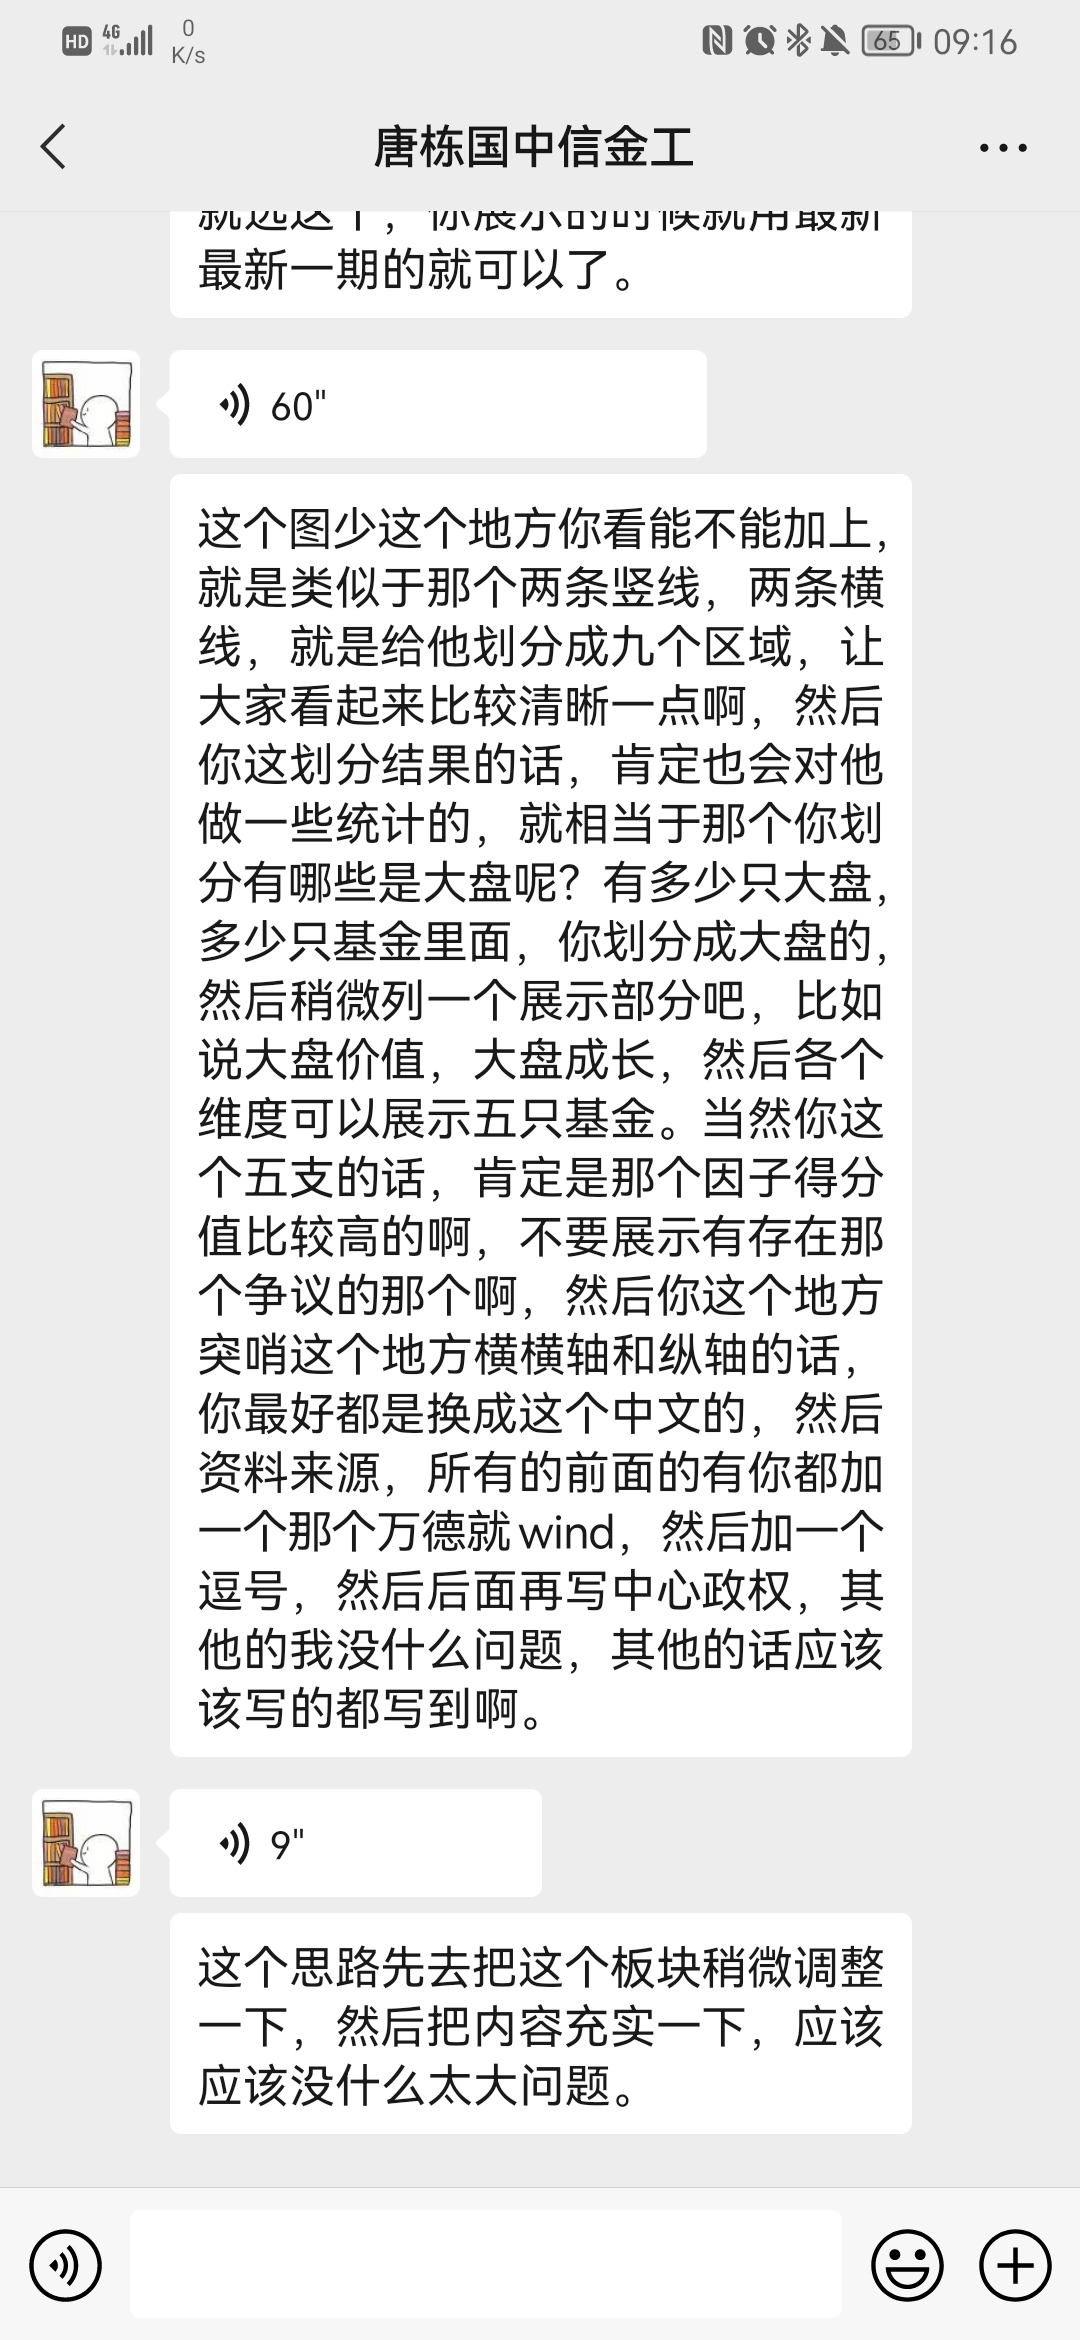 HD 4G 0 K/s 65 09:16
唐栋国中信金工
就选这个，你展示的时候就用最新
最新一期的就可以了。
60"
这个图少这个地方你看能不能加上，
就是类似于那个两条竖线，两条横
线，就是给他划分成九个区域，让
大家看起来比较清晰一点啊，然后
你这划分结果的话，肯定也会对他
做一些统计的，就相当于那个你划
分有哪些是大盘呢？有多少只大盘，
多少只基金里面，你划分成大盘的，
然后稍微列一个展示部分吧，比如
说大盘价值，大盘成长，然后各个
维度可以展示五只基金。当然你这
个五支的话，肯定是那个因子得分
值比较高的啊，不要展示有存在那
个争议的那个啊，然后你这个地方
突哨这个地方横横轴和纵轴的话，
你最好都是换成这个中文的，然后
资料来源，所有的前面的有你都加
一个那个万德就wind，然后加一个
逗号，然后后面再写中心政权，其
他的我没什么问题，其他的话应该
该写的都写到啊。
9"
这个思路先去把这个板块稍微调整
一下，然后把内容充实一下，应该
应该没什么太大问题。